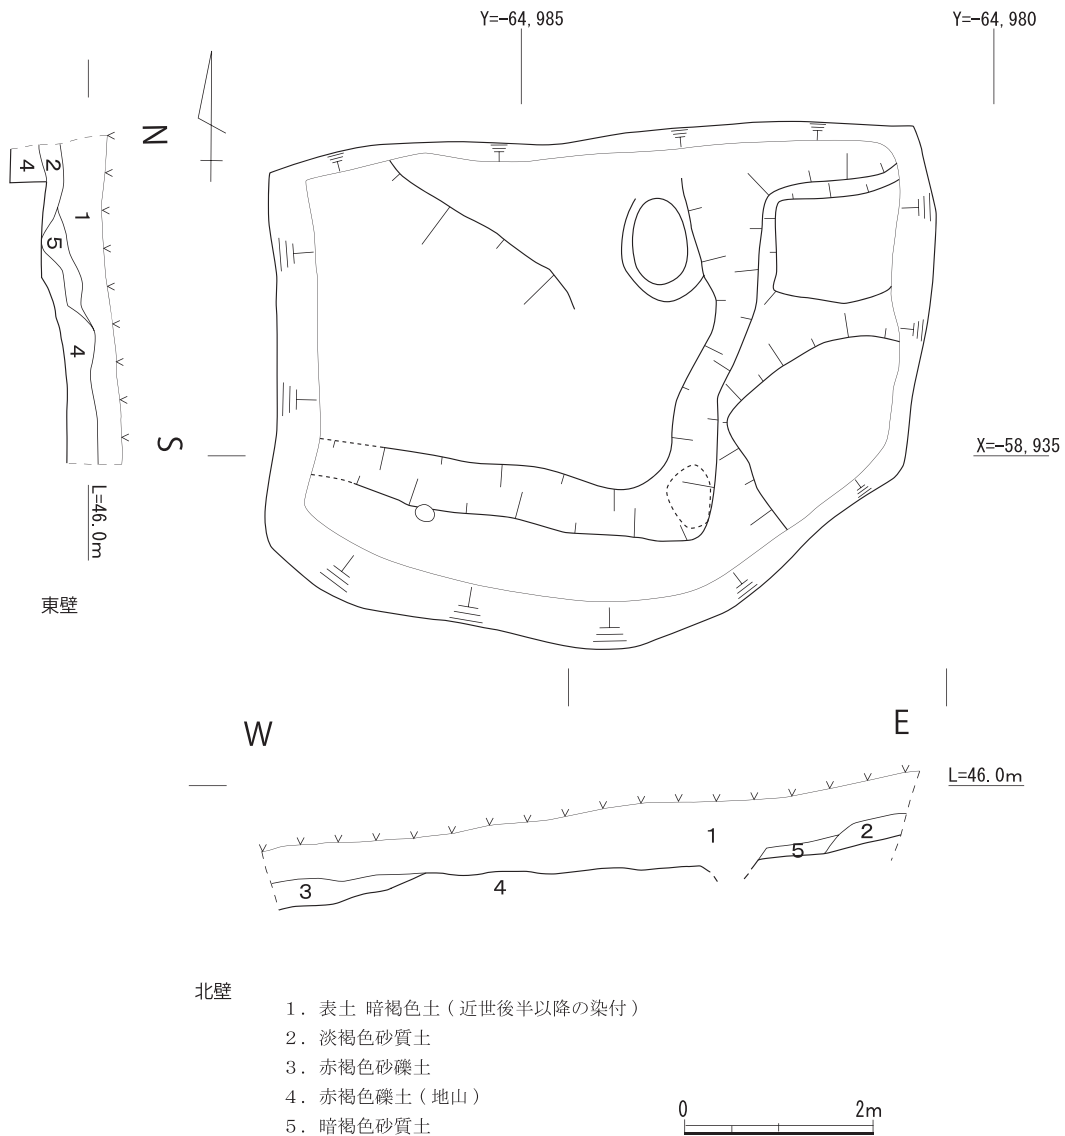 Y=-64,985
Y=-64,980
N
4
2
1
5
4
S
L=46.0m
東壁
X=-58,935
W
E
L=46.0m
1
2
5
3
4
北壁
1. 表土 暗褐色土 ( 近世後半以降の染付 )
2. 淡褐色砂質土
3. 赤褐色砂礫土
4. 赤褐色礫土 ( 地山 )
5. 暗褐色砂質土
0
2m